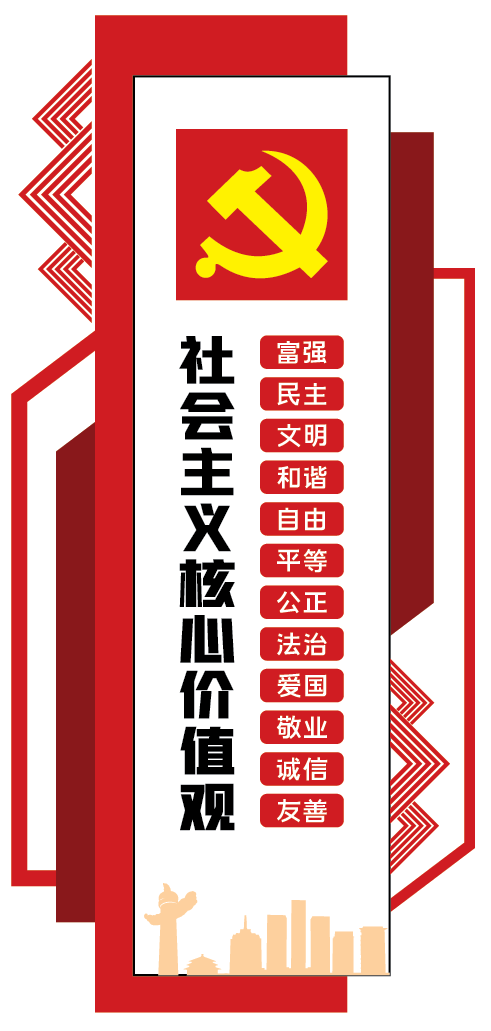 社会主义核心价值观
富强
民主
文明
和谐
自由
平等
公正
法治
爱国
敬业
诚信
友善